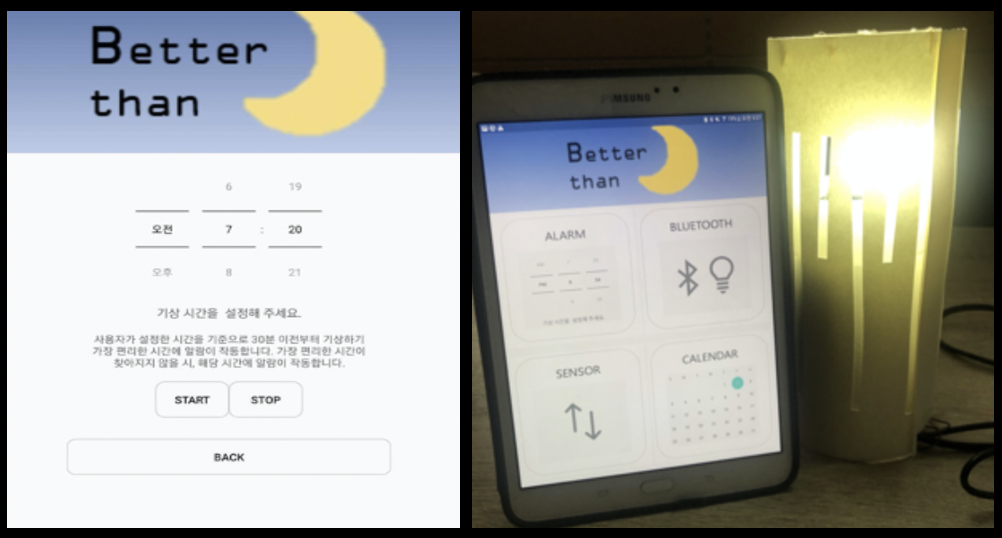 Better
than
6 19
오전 7 : 20
오후 8 21
기상 시간을 설정해 주세요.
사용자가 설정한 시간을 기준으로 30분 이전부터 기상하기
가장 편리한 시간에 알람이 작동합니다. 가장 편리한 시간이
찾아지지 않을 시, 해당 시간에 알람이 작동합니다.
START STOP
BACK
SAMSUNG
Better
than
ALARM
BLUETOOTH
SENSOR
CALENDAR